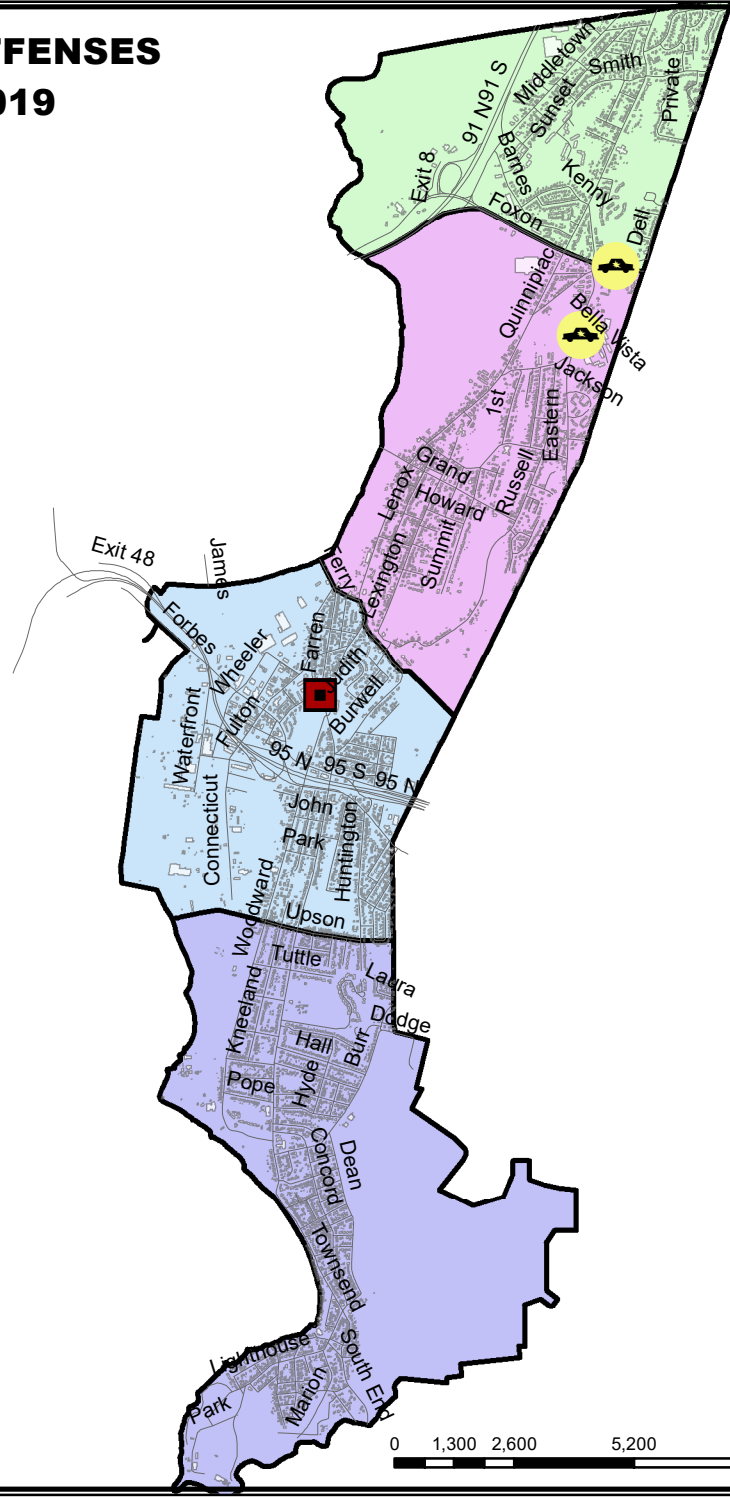 FFENSES
019
Middletown
Smith
Private
Sunset
91 N
91 S
Barnes
Exit 8
Kenny
Foxon
Dell
Quinnipiac
Bella Vista
Jackson
1st
Eastern
Grand
Lenox
Russell
Howard
Summit
Lexington
Ferry
Exit 48
James
Forbes
Farren
Wheeler
Judith
Burwell
Fulton
Waterfront
95 N
95 S
95 N
Connecticut
John
Park
Huntington
Woodward
Upson
Tuttle
Laura
Kneeland
Dodge
Hall
Burr
Pope
Hyde
Concord
Dean
Townsend
Lighthouse
South End
Marion
Park
0 1,300 2,600 5,200